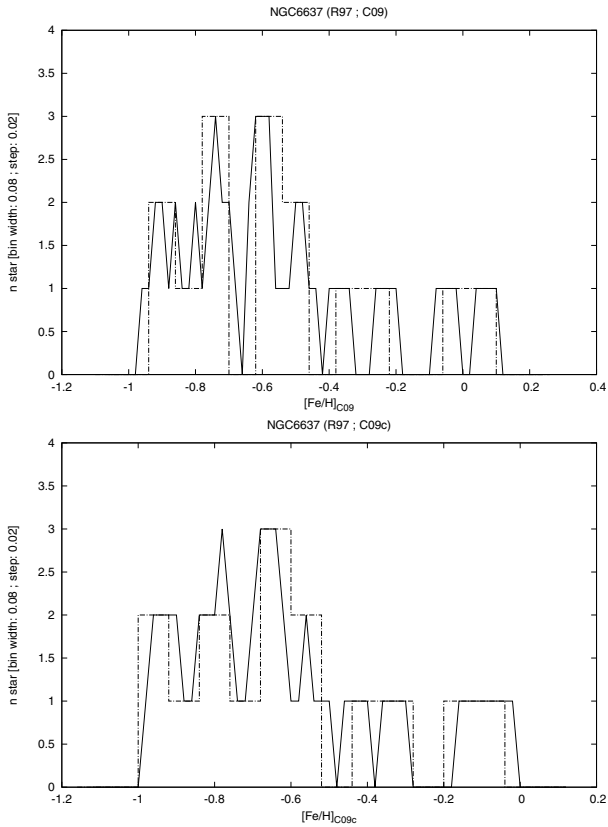 NGC6637 (R97 ; C09)
4
3.5
3
2.5
2
1.5
1
0.5
0
n star [bin width: 0.08 ; step: 0.02]
-1.2 -1 -0.8 -0.6 -0.4 -0.2 0 0.2 0.4
[Fe/H]C09
NGC6637 (R97 ; C09c)
4
3.5
3
2.5
2
1.5
1
0.5
0
n star [bin width: 0.08 ; step: 0.02]
-1.2 -1 -0.8 -0.6 -0.4 -0.2 0 0.2
[Fe/H]C09c